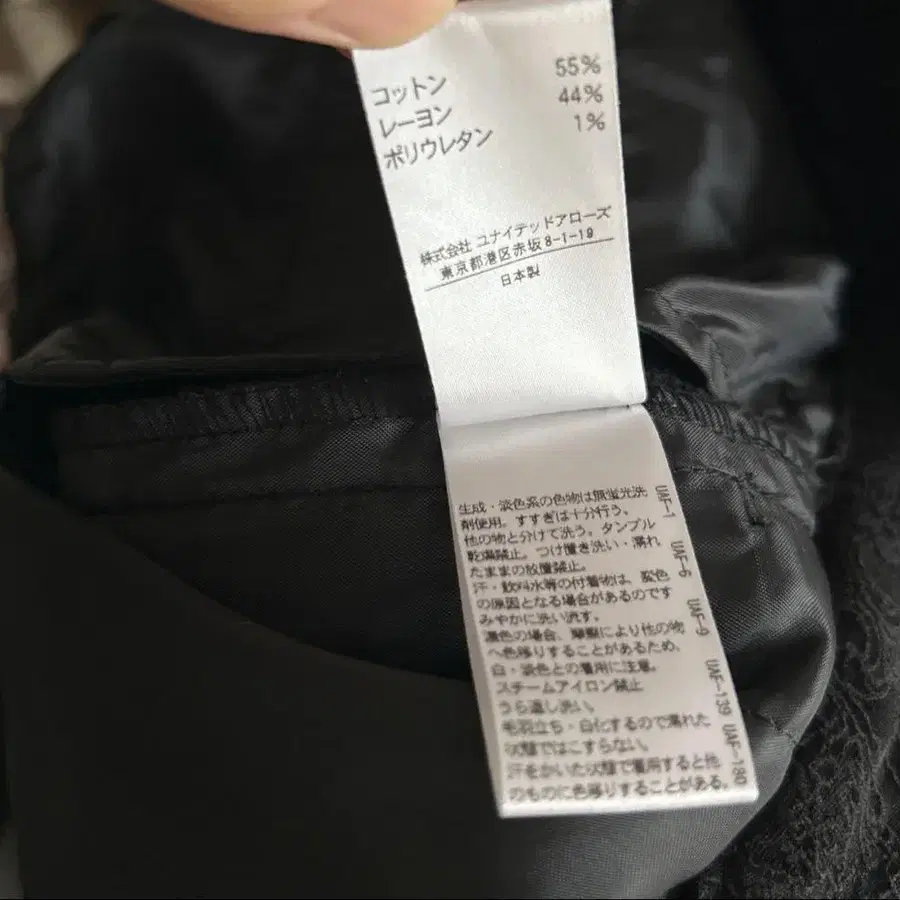 コットン 55%
レーヨン 44%
ポリウレタン 1%
株式会社 ユナイテッドアローズ
東京都港区赤坂8-1-19
日本製
生成・淡色系の色物は無蛍光洗
剤使用。すすぎは十分行う。
他の物と分けて洗う。タンブル
乾燥禁止。つけ置き洗い・濡れ
たままの放置禁止。
汗・飲料水等の付着物は、変色
の原因となる場合があるのです
みやかに洗い流す。
濃色の場合、摩擦により他の物
へ色移りすることがあるため、
白・淡色との着用に注意。
スチームアイロン禁止
うら返し洗い。
毛羽立ち・白化するので濡れた
状態ではこすらない。
汗をかいた状態で着用すると他
のものに色移りすることがある。
UAF-1 UAF-6 UAF-9 UAF-139 UAF-180